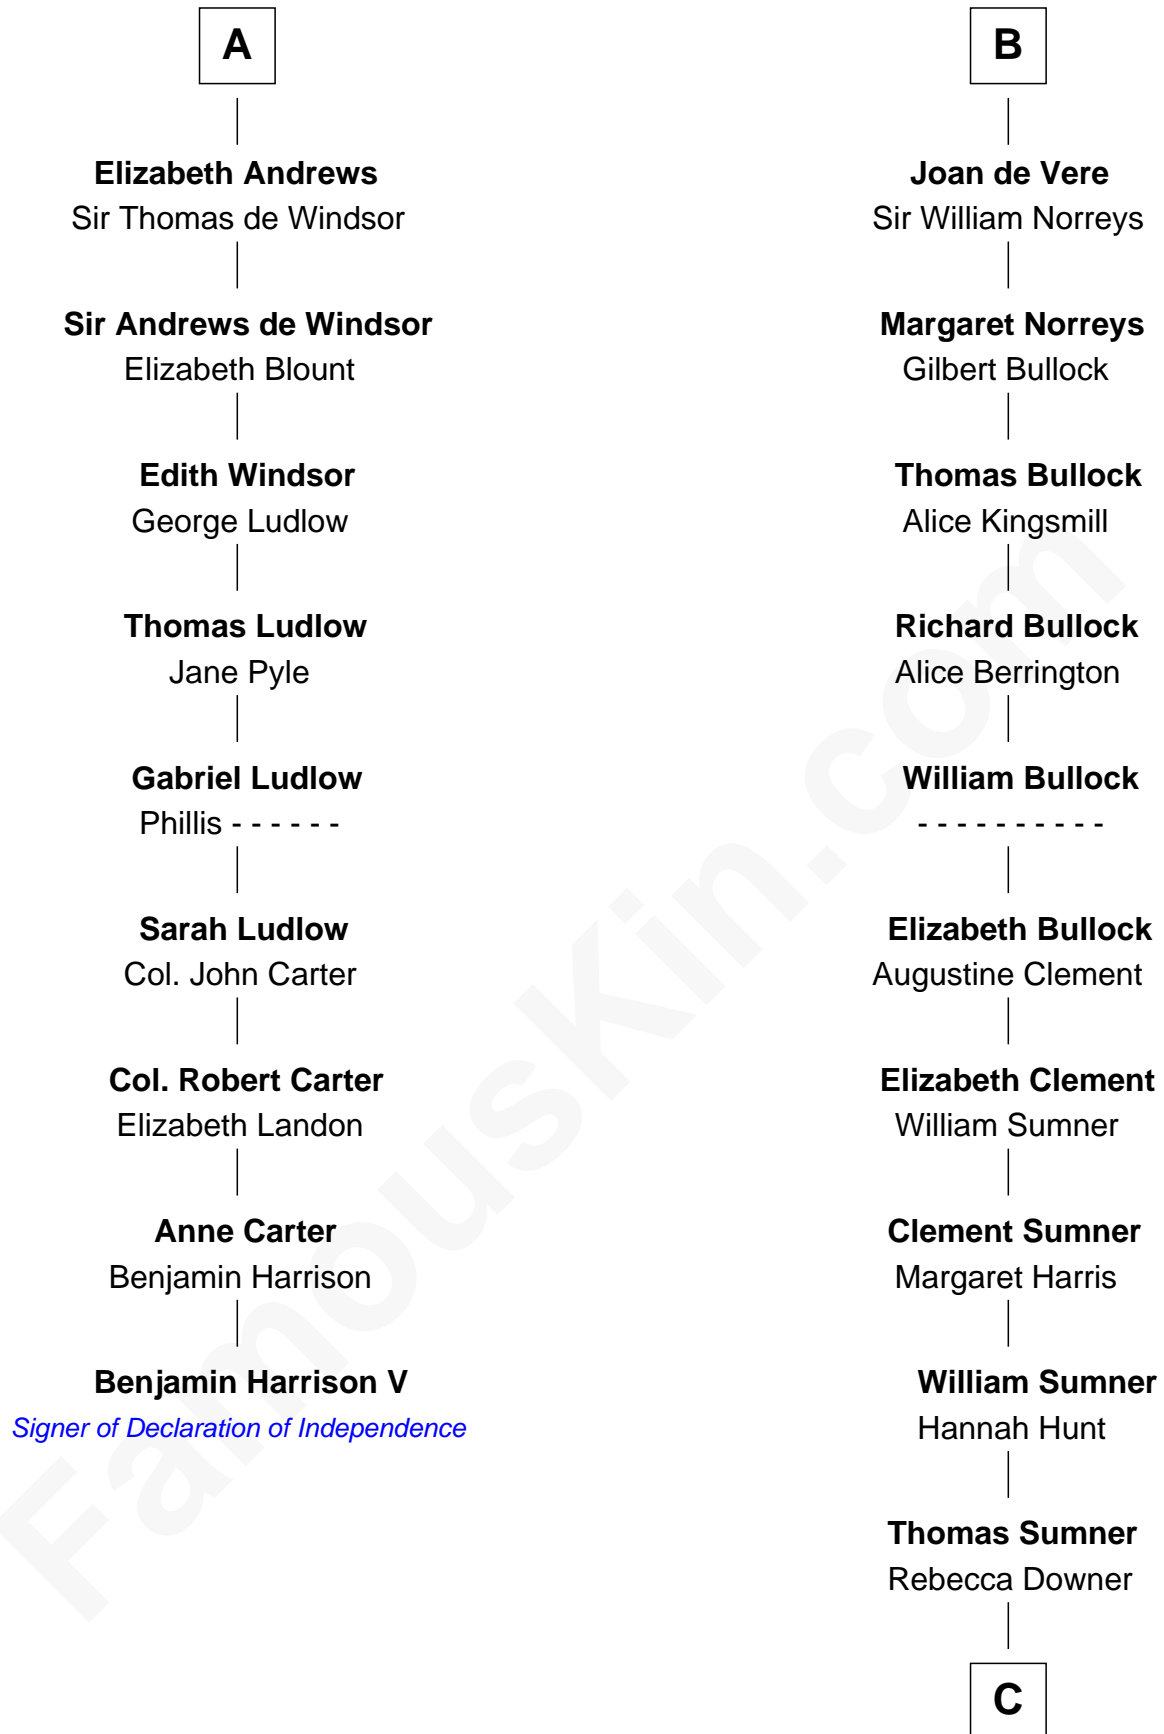 A
Elizabeth Andrews
Sir Thomas de Windsor
Sir Andrews de Windsor
Elizabeth Blount
Edith Windsor
George Ludlow
Thomas Ludlow
Jane Pyle
Gabriel Ludlow
Phillis - - - - - -
Sarah Ludlow
Col. John Carter
Col. Robert Carter
Elizabeth Landon
Anne Carter
Benjamin Harrison
Benjamin Harrison V
Signer of Declaration of Independence
B
Joan de Vere
Sir William Norreys
Margaret Norreys
Gilbert Bullock
Thomas Bullock
Alice Kingsmill
Richard Bullock
Alice Berrington
William Bullock
- - - - - - - - - -
Elizabeth Bullock
Augustine Clement
Elizabeth Clement
William Sumner
Clement Sumner
Margaret Harris
William Sumner
Hannah Hunt
Thomas Sumner
Rebecca Downer
C
FamousKin.com